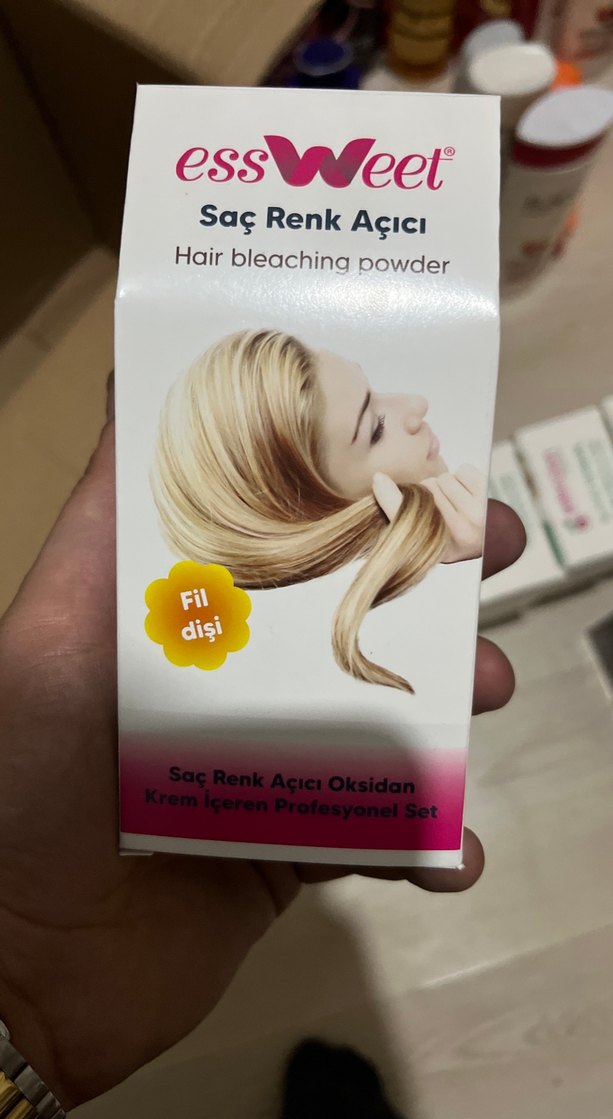 essWeet®
Saç Renk Açıcı
Hair bleaching powder
Fil
dişi
Saç Renk Açıcı Oksidan
Krem İçeren Profesyonel Set